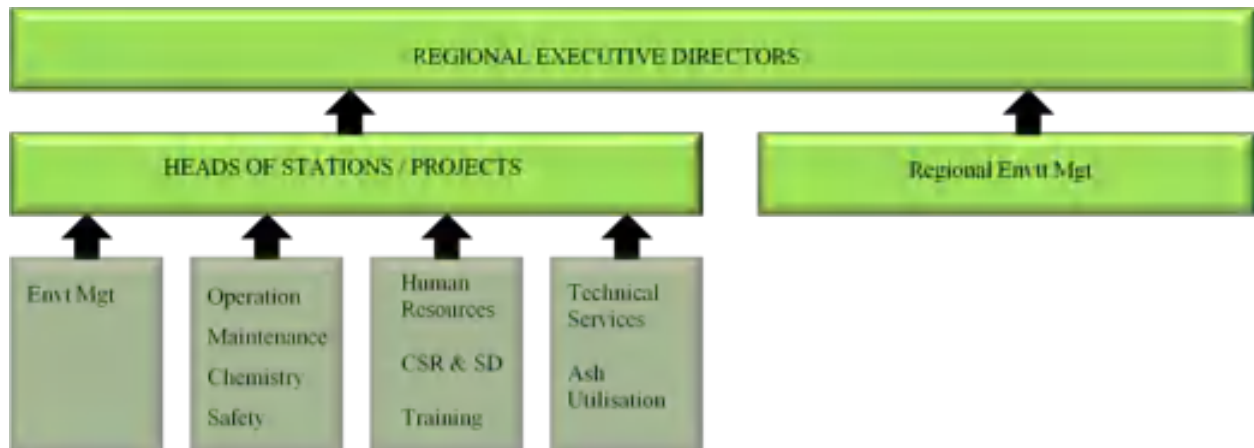 REGIONAL EXECUTIVE DIRECTORS
HEADS OF STATIONS / PROJECTS
Regional Envtt Mgt
Envt Mgt
Operation
Maintenance
Chemistry
Safety
Human
Resources
CSR & SD
Training
Technical
Services
Ash
Utilisation